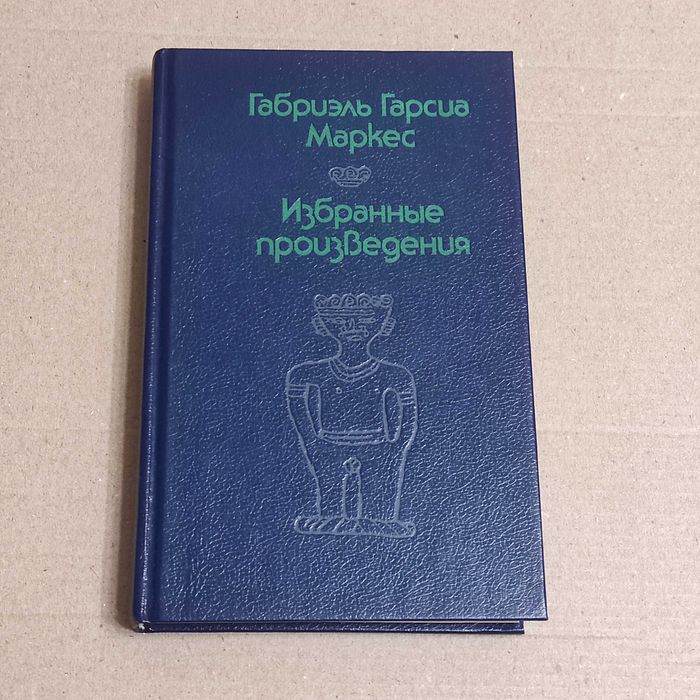 Габриэль Гарсиа
Маркес
Избранные
произведения